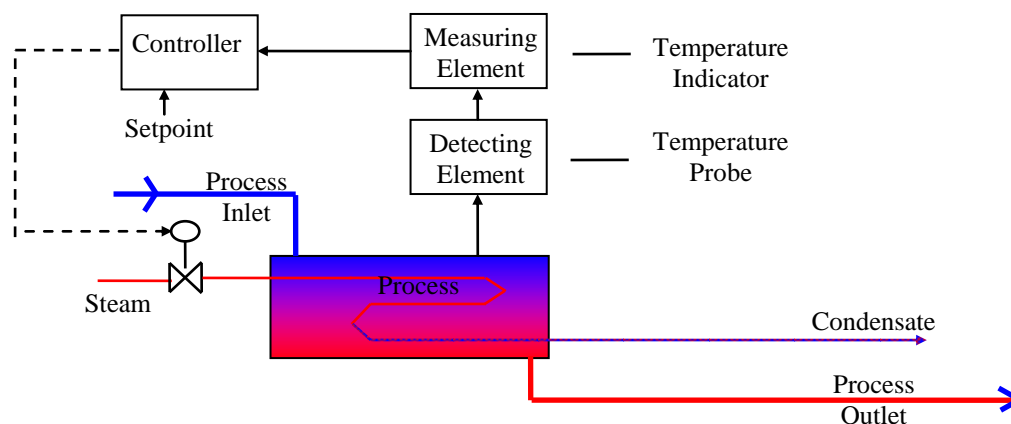 Controller
Measuring
Element
Temperature
Indicator
Setpoint
Detecting
Element
Temperature
Probe
Process
Inlet
Steam
Process
Condensate
Process
Outlet